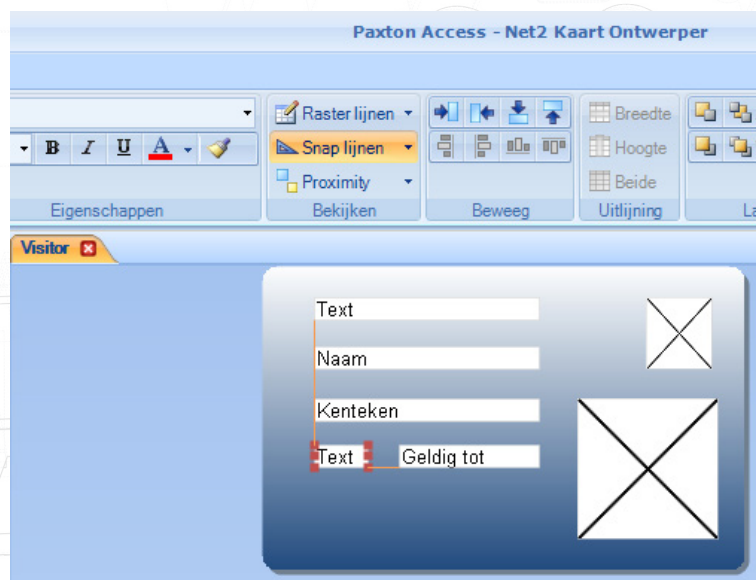 Paxton Access - Net2 Kaart Ontwerper
Raster lijnen
Breedte
B I U A
Snap lijnen
Hoogte
Proximity
Beide
Eigenschappen
Bekijken
Beweeg
Uitlijning
La
Visitor
Text
Naam
Kenteken
Text
Geldig tot